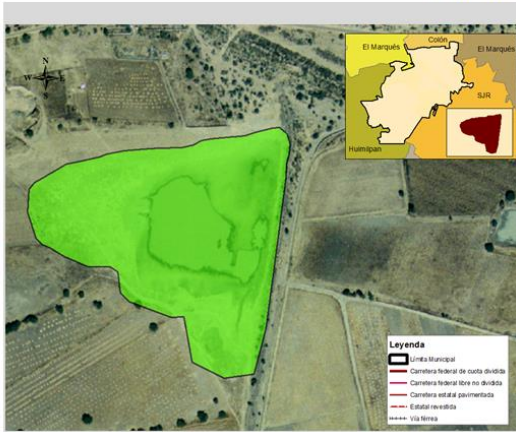 N
W E
S
El Marqués
Colón
El Marqués
SJR
Huimilpan
Leyenda
Límite Municipal
Carretera federal de cuota dividida
Carretera federal libre no dividida
Carretera estatal pavimentada
Estatal revestida
Vía férrea